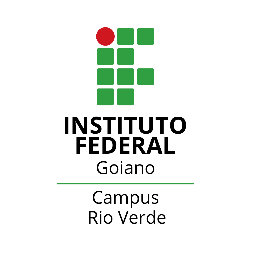 INSTITUTO
FEDERAL
Goiano
Campus
Rio Verde